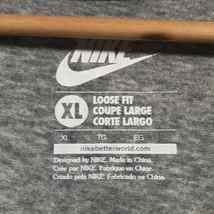 NIKE
XL
LOOSE FIT
COUPE LARGE
CORTE LARGO
XL TG EG
nikebetterworld.com
Designed by NIKE. Made in China.
Créé par NIKE. Fabriqué en Chine.
Creado pela NIKE. Fabricado en China.